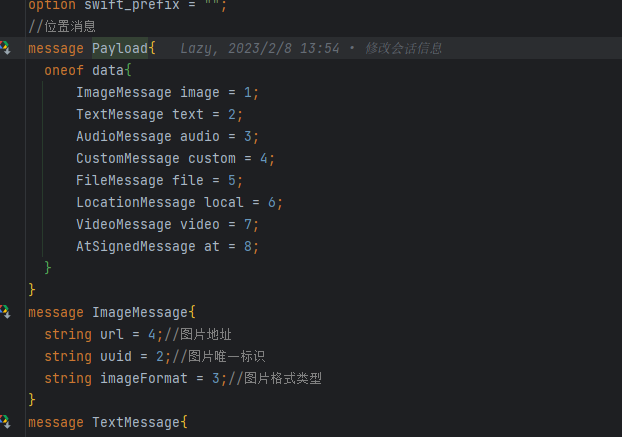 option swift_prefix = "";
//位置消息
message Payload{ Lazy, 2023/2/8 13:54 • 修改会话信息
oneof data{
ImageMessage image = 1;
TextMessage text = 2;
AudioMessage audio = 3;
CustomMessage custom = 4;
FileMessage file = 5;
LocationMessage local = 6;
VideoMessage video = 7;
AtSignedMessage at = 8;
}
}
message ImageMessage{
string url = 4;//图片地址
string uuid = 2;//图片唯一标识
string imageFormat = 3;//图片格式类型
}
message TextMessage{